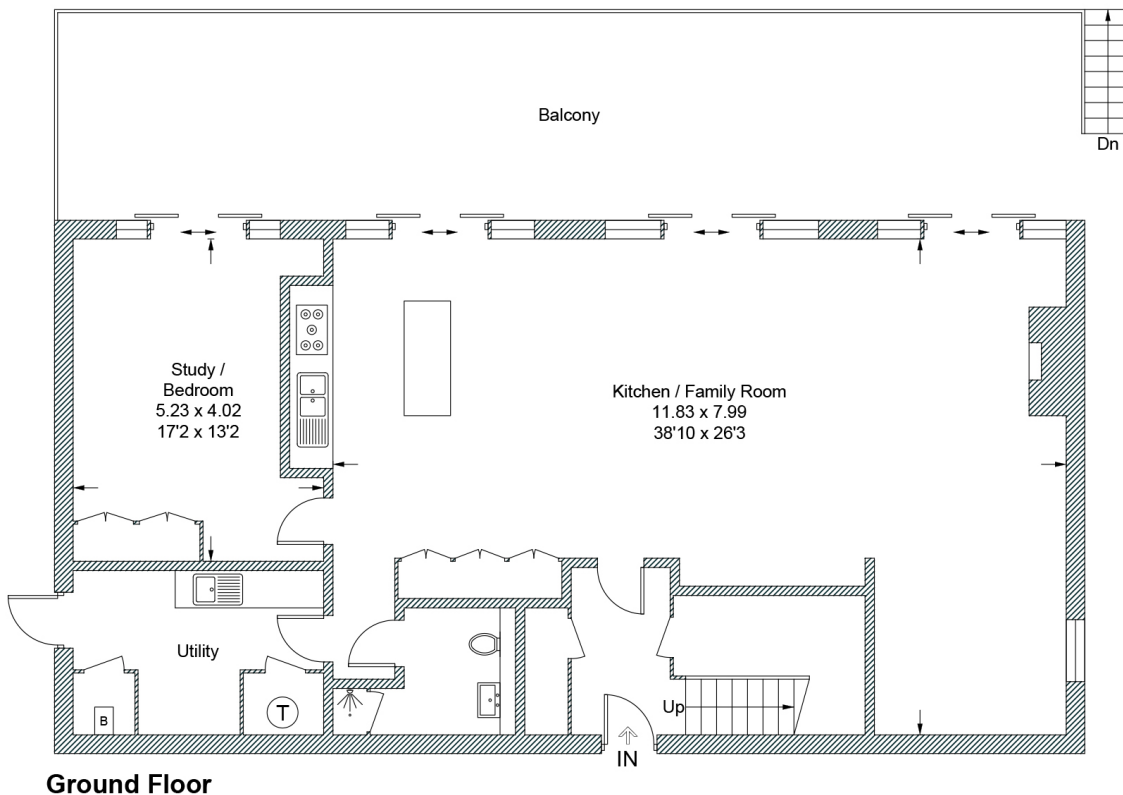 Balcony
Dn
Study /
Bedroom
5.23 x 4.02
17'2 x 13'2
Kitchen / Family Room
11.83 x 7.99
38'10 x 26'3
Utility
B
T
Up
IN
Ground Floor